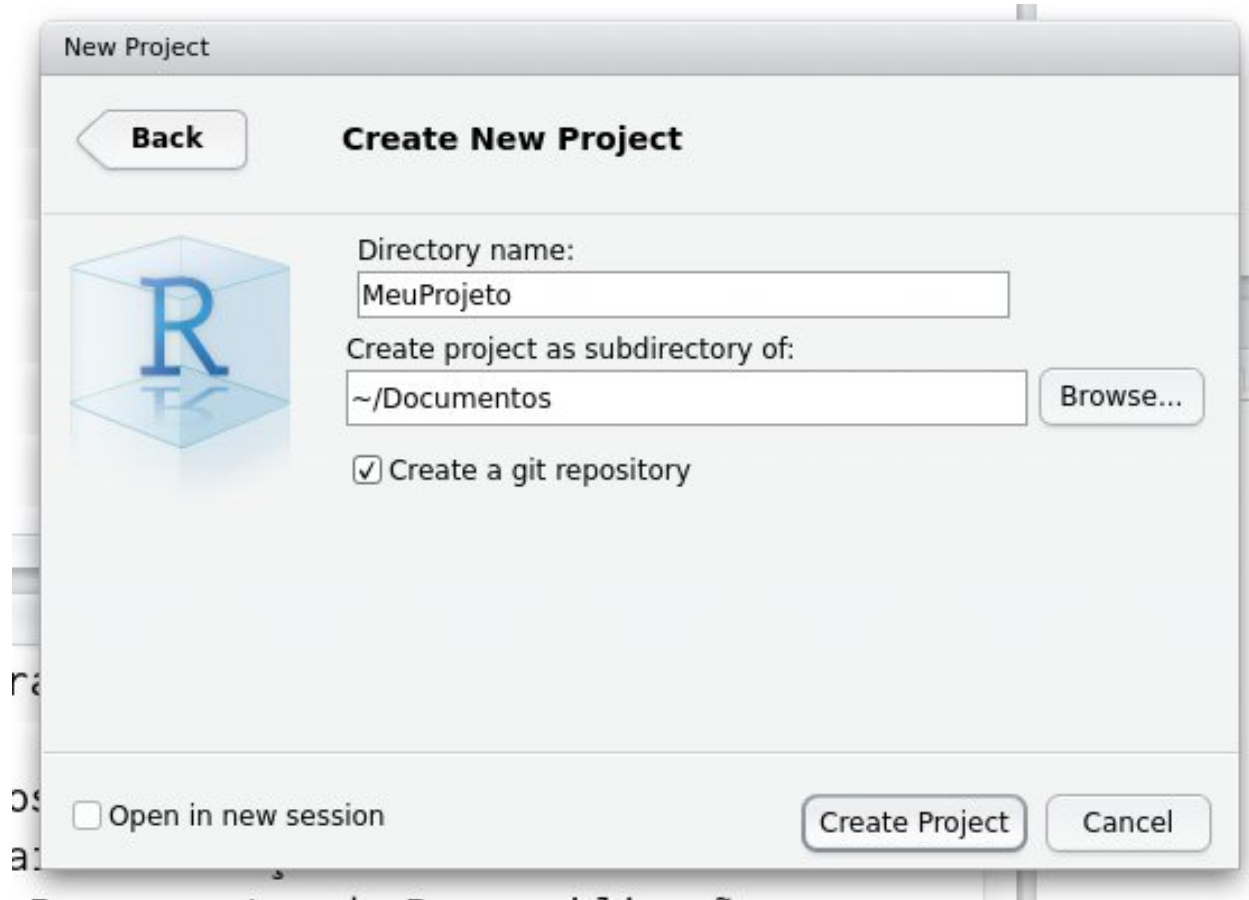 New Project
Back
Create New Project
R
Directory name:
MeuProjeto
Create project as subdirectory of:
~/Documentos
Browse...
Create a git repository
Open in new session
Create Project
Cancel